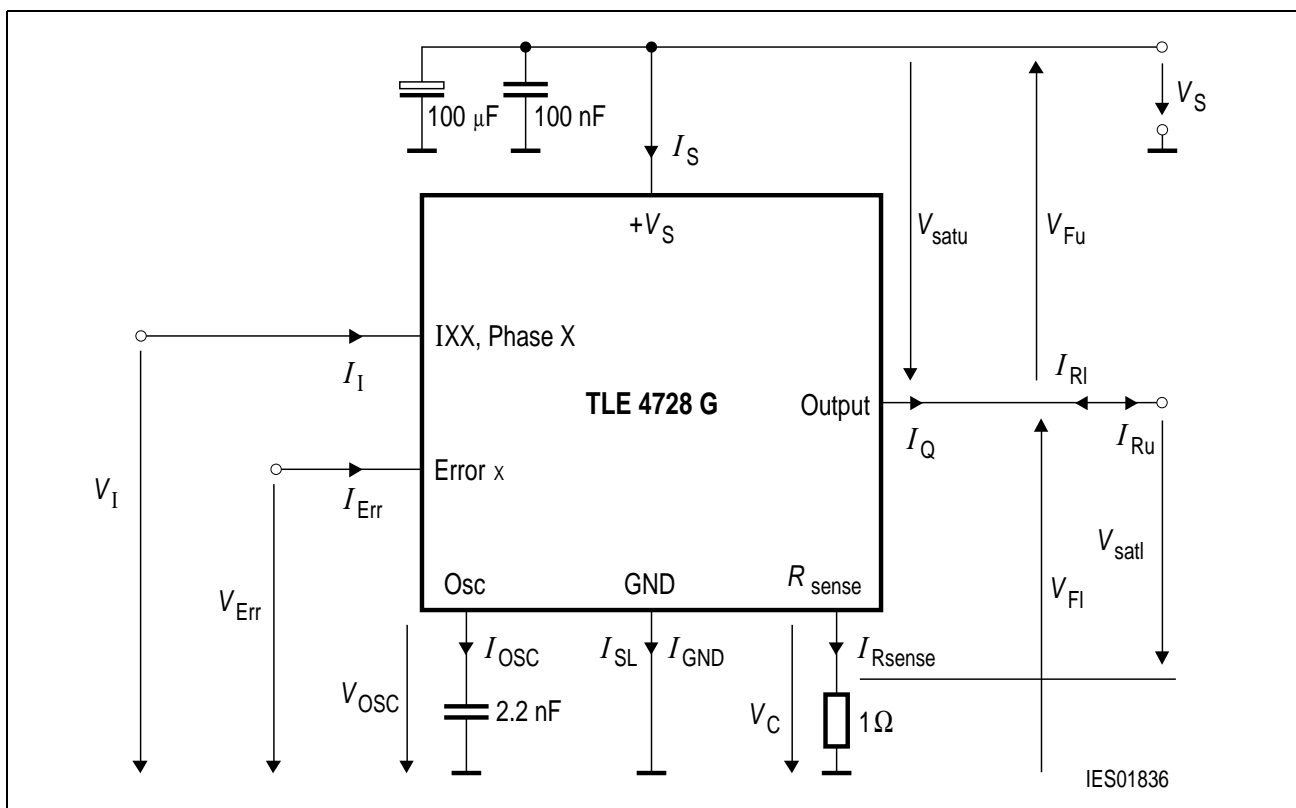 100 μF
100 nF
I_S
V_S
+V_S
V_satu
V_Fu
IXX, Phase X
I_I
TLE 4728 G
Output
I_Rl
I_Q
I_Ru
Error x
I_Err
V_I
V_satl
Osc
GND
R_sense
V_Err
V_Fl
I_OSC
I_SL
I_GND
I_Rsense
V_OSC
2.2 nF
V_C
1Ω
IES01836